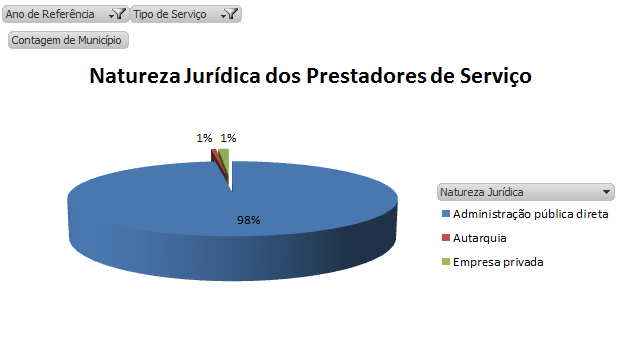 Ano de Referência
Tipo de Serviço
Contagem de Município
Natureza Jurídica dos Prestadores de Serviço
1%
1%
98%
Natureza Jurídica
Administração pública direta
Autarquia
Empresa privada